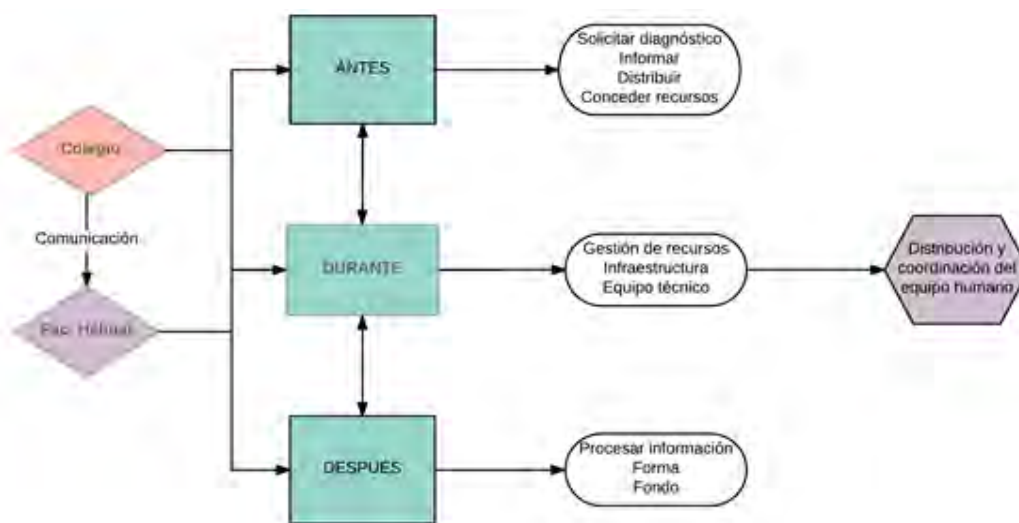 ANTES
Solicitar diagnóstico
Informar
Distribuir
Conceder recursos
Colegio
Comunicación
DURANTE
Gestión de recursos
Infraestructura
Equipo técnico
Distribución y
coordinación del
equipo humano
DESPUÉS
Procesar información
Forma
Fondo